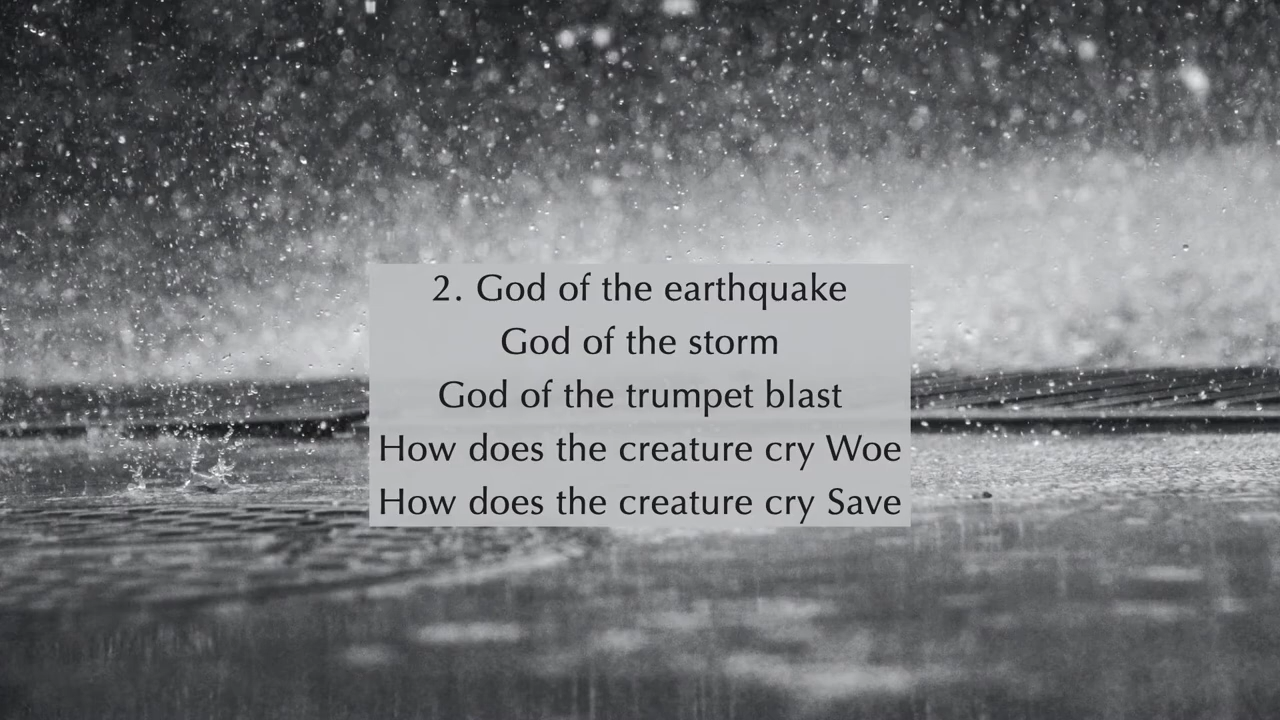 2. God of the earthquake
God of the storm
God of the trumpet blast
How does the creature cry Woe
How does the creature cry Save